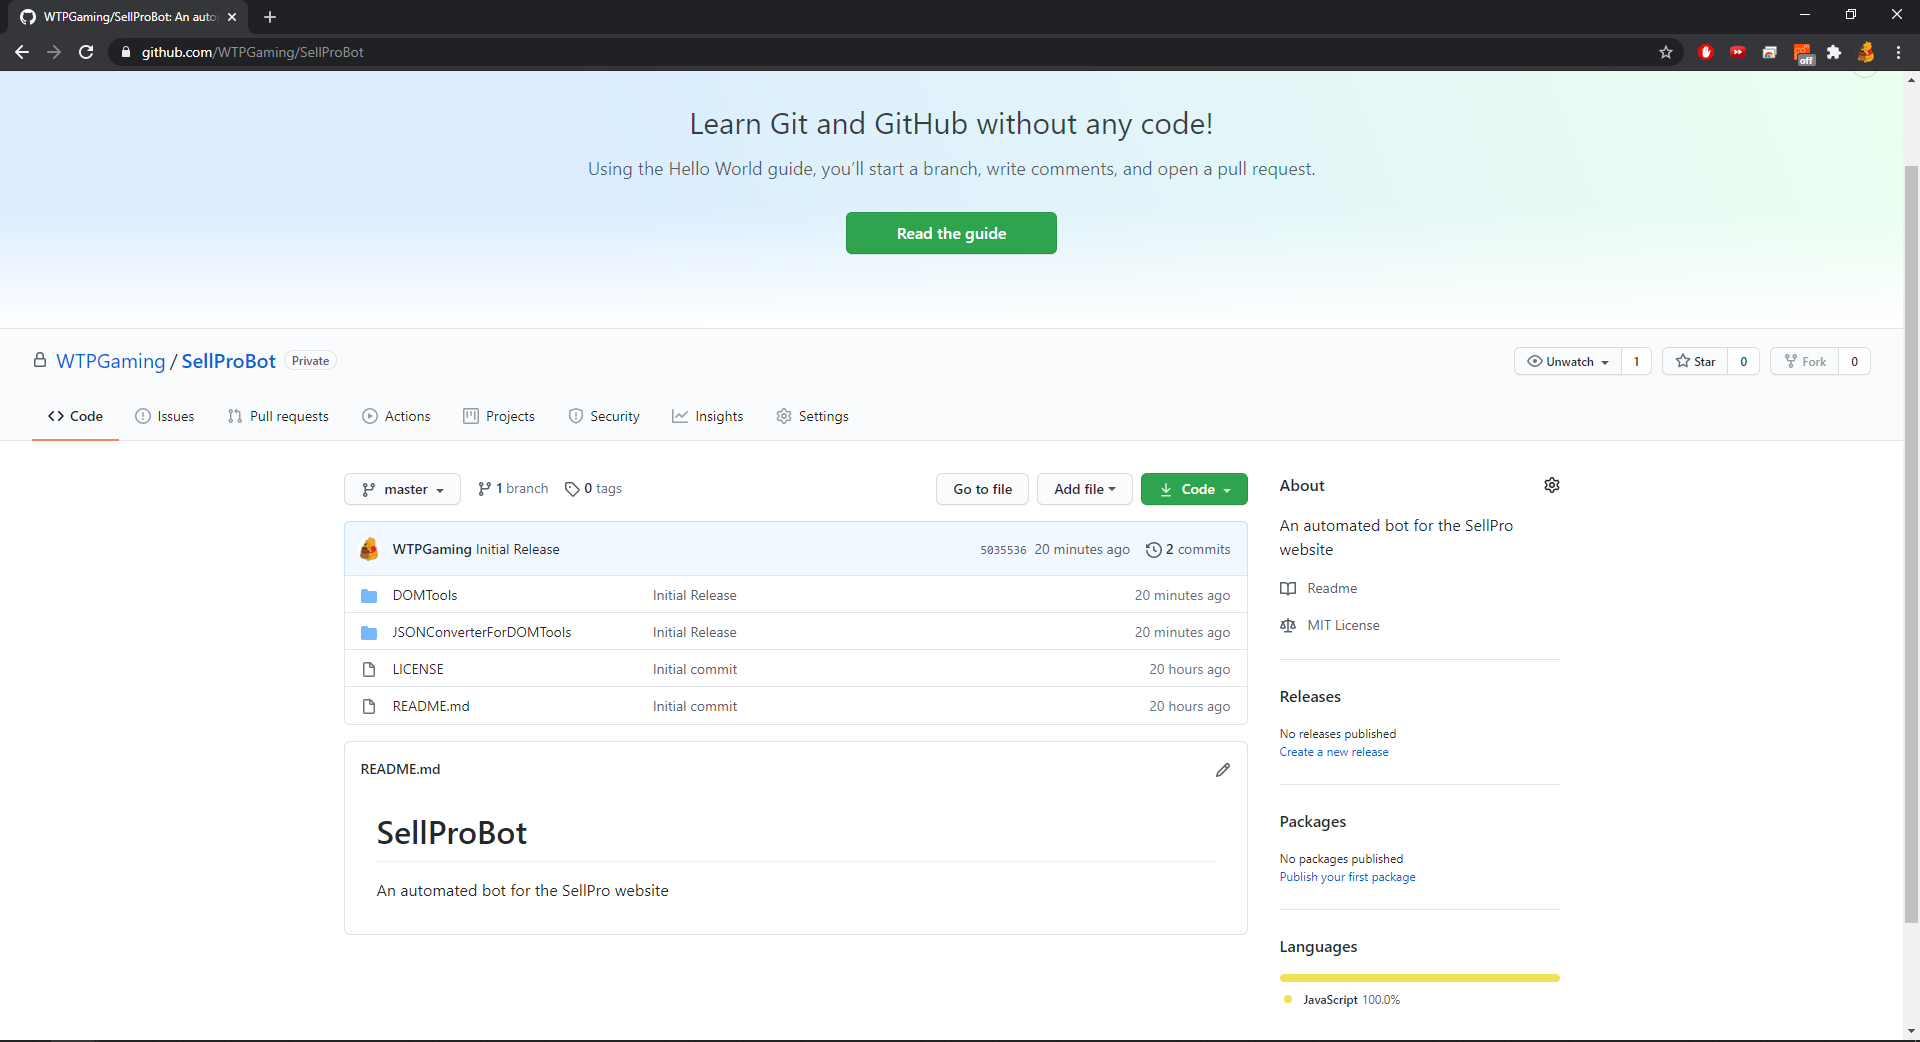 WTPGaming/SellProBot: An auto
github.com/WTPGaming/SellProBot
off
Learn Git and GitHub without any code!
Using the Hello World guide, you’ll start a branch, write comments, and open a pull request.
Read the guide
WTPGaming / SellProBot Private
Unwatch 1 Star 0 Fork 0
Code Issues Pull requests Actions Projects Security Insights Settings
master 1 branch 0 tags Go to file Add file Code
WTPGaming Initial Release 5035536 20 minutes ago 2 commits
DOMTools Initial Release 20 minutes ago
JSONConverterForDOMTools Initial Release 20 minutes ago
LICENSE Initial commit 20 hours ago
README.md Initial commit 20 hours ago
README.md
SellProBot
An automated bot for the SellPro website
About
An automated bot for the SellPro
website
Readme
MIT License
Releases
No releases published
Create a new release
Packages
No packages published
Publish your first package
Languages
JavaScript 100.0%